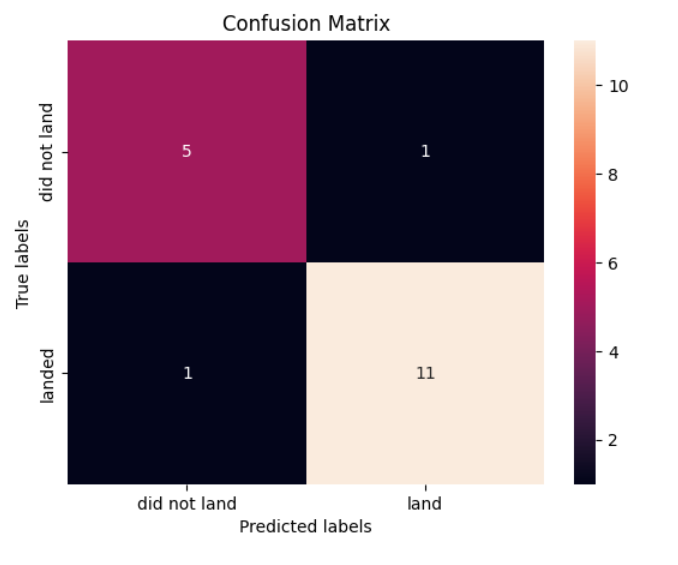 Confusion Matrix
did not land
landed
True labels
5
1
1
11
did not land
land
Predicted labels
10
8
6
4
2